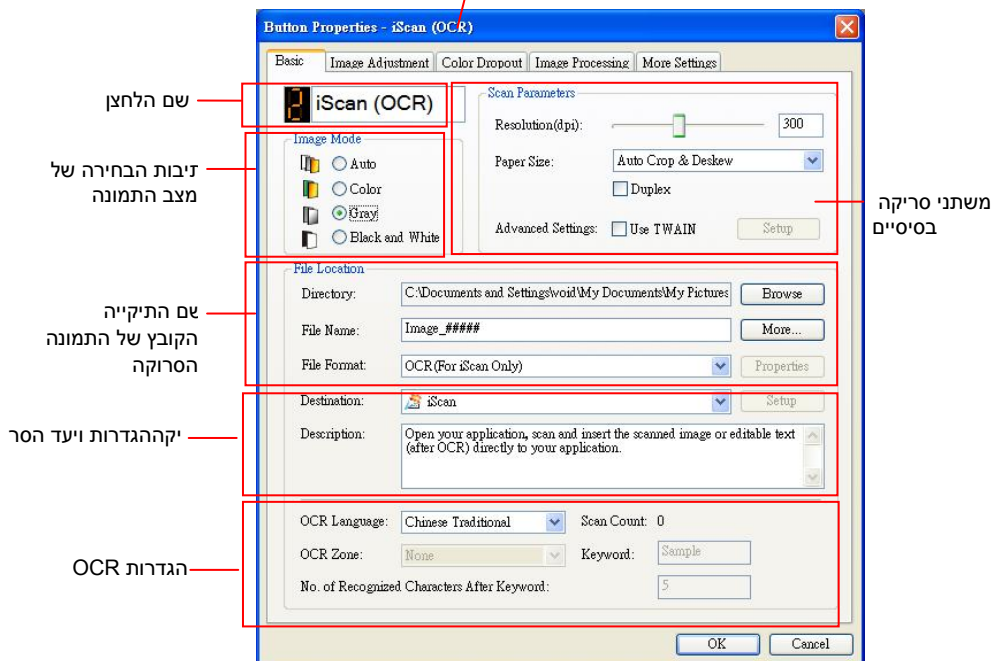 Button Properties - iScan (OCR)
Basic Image Adjustment Color Dropout Image Processing More Settings
שם הלחצן
2 iScan (OCR)
Scan Parameters
Resolution(dpi): 300
Paper Size: Auto Crop & Deskew
Duplex
Advanced Settings: Use TWAIN Setup
משתני סריקה
בסיסיים
תיבות הבחירה של
מצב התמונה
Image Mode
Auto
Color
Gray
Black and White
שם התיקייה
הקובץ של התמונה
הסרוקה
File Location
Directory: C:\Documents and Settings\void\My Documents\My Pictures Browse
File Name: Image_##### More...
File Format: OCR(For iScan Only) Properties
יקההגדרות ויעד הסר
Destination: iScan Setup
Description: Open your application, scan and insert the scanned image or editable text
(after OCR) directly to your application.
הגדרות OCR
OCR Language: Chinese Traditional Scan Count: 0
OCR Zone: None Keyword: Sample
No. of Recognized Characters After Keyword: 5
OK Cancel